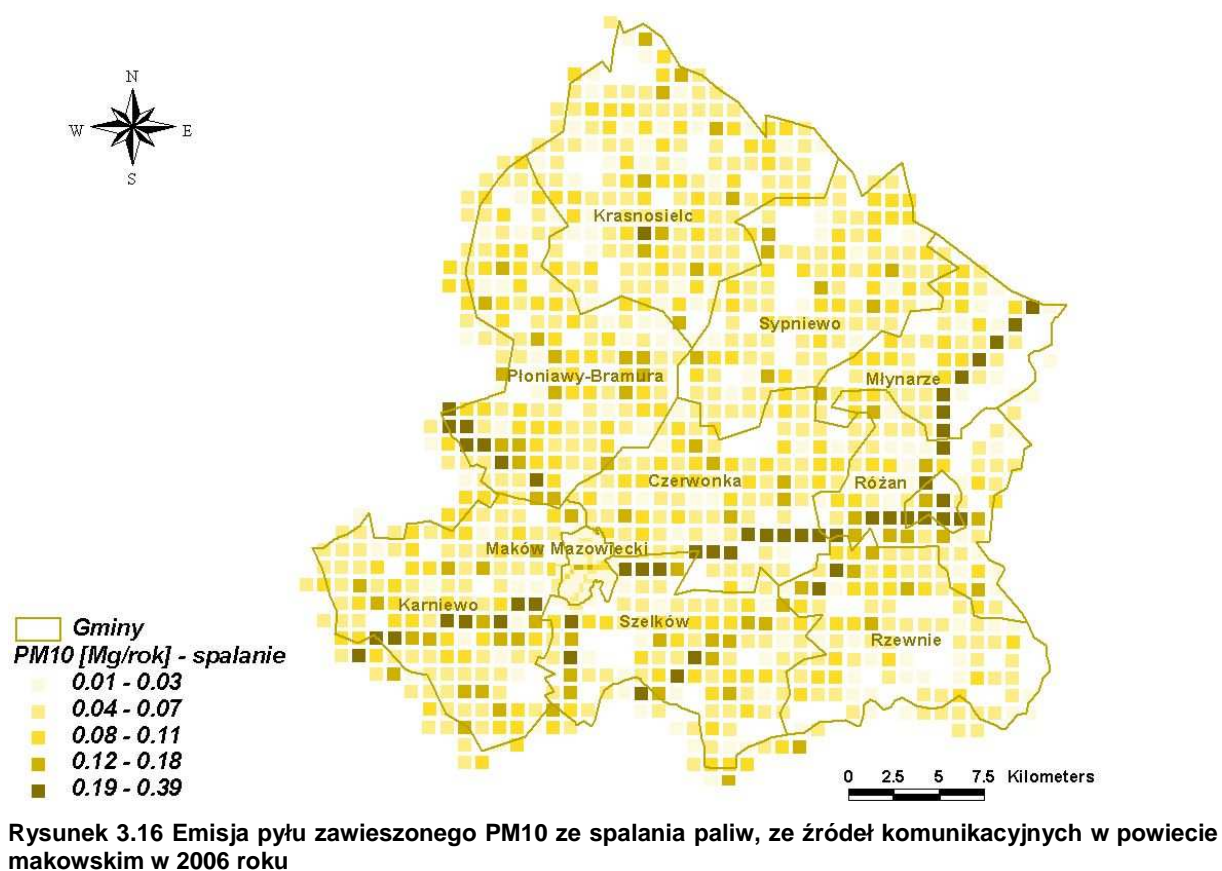 N
W E
S
Krasnosielc
Sypniewo
Płoniawy-Bramura
Młynarze
Czerwonka
Różan
Maków Mazowiecki
Karniewo
Szelków
Rzewnie
Gminy
PM10 [Mg/rok] - spalanie
0.01 - 0.03
0.04 - 0.07
0.08 - 0.11
0.12 - 0.18
0.19 - 0.39
0 2.5 5 7.5 Kilometers
Rysunek 3.16 Emisja pyłu zawieszonego PM10 ze spalania paliw, ze źródeł komunikacyjnych w powiecie
makowskim w 2006 roku